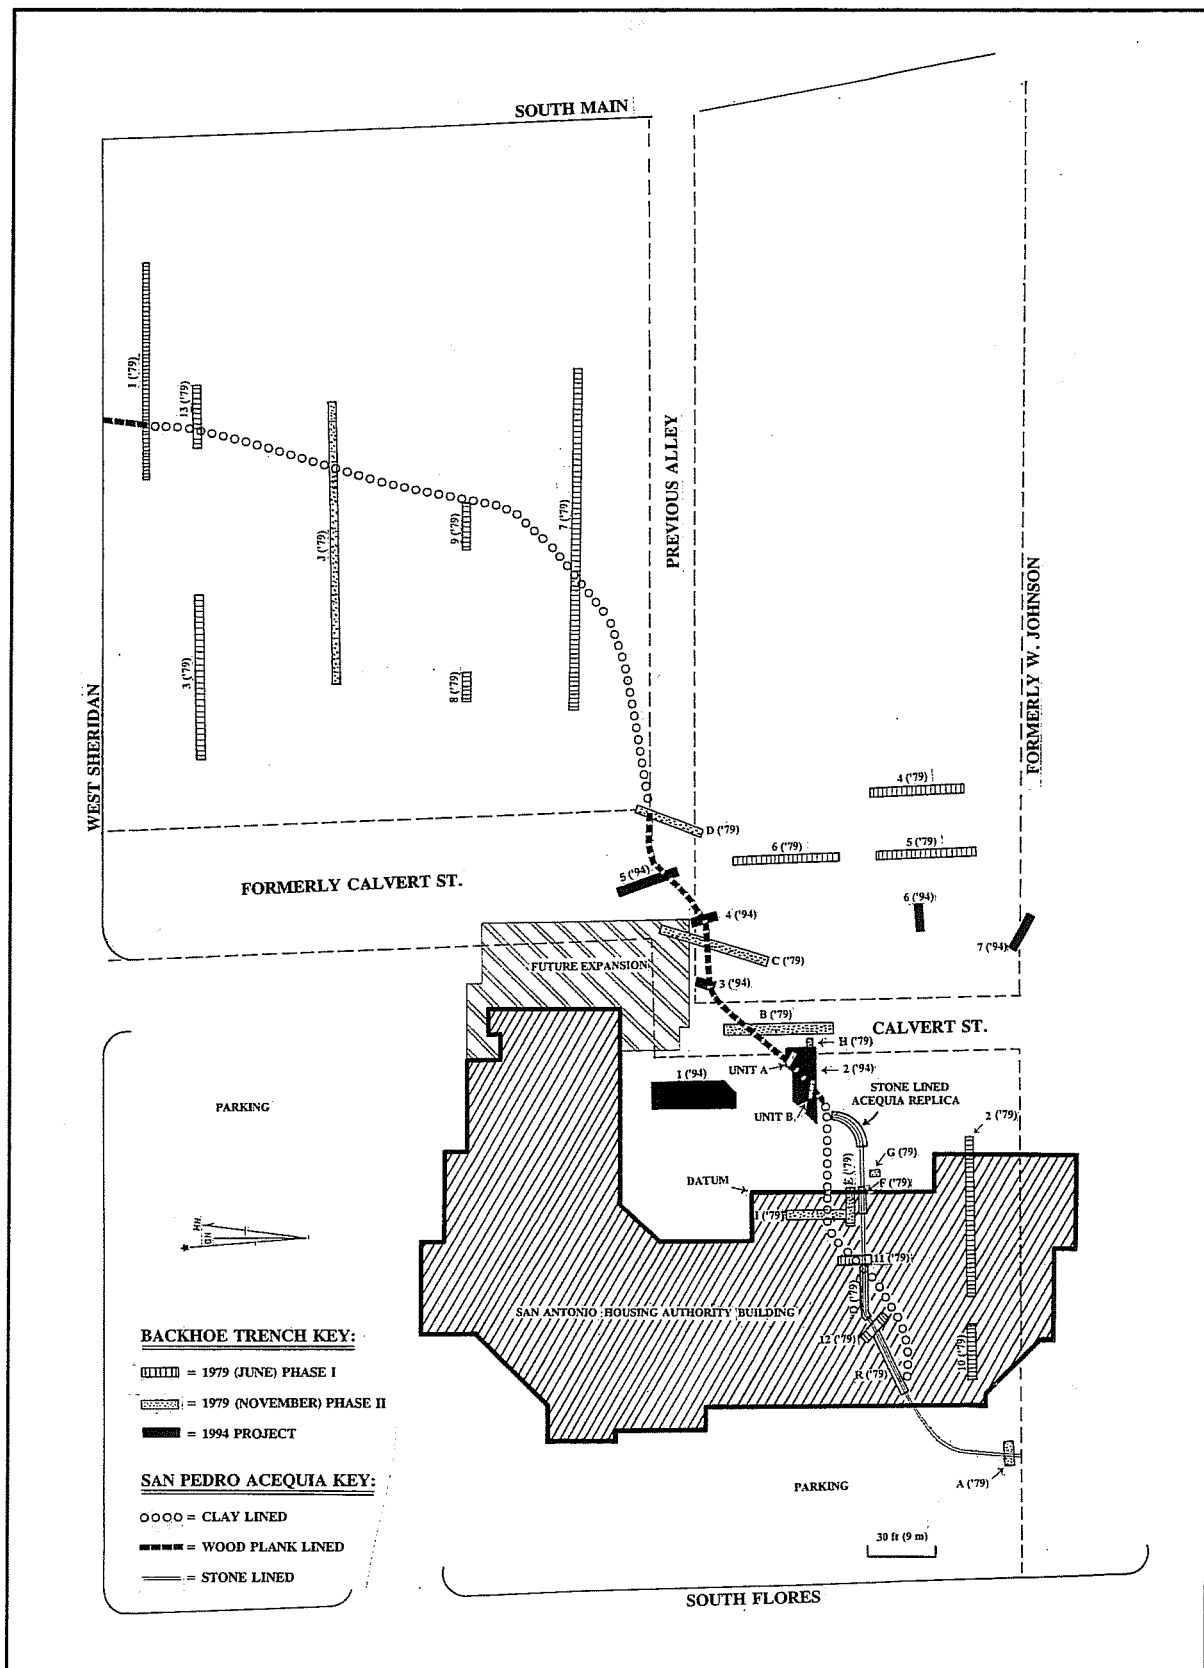 SOUTH MAIN
1 ('79)
13 ('79)
J ('79)
9 ('79)
7 ('79)
PREVIOUS ALLEY
3 ('79)
8 ('79)
WEST SHERIDAN
FORMERLY W. JOHNSON
4 ('79)
D ('79)
6 ('79)
5 ('79)
5 ('94)
FORMERLY CALVERT ST.
6 ('94)
4 ('94)
7 ('94)
C ('79)
FUTURE EXPANSION
3 ('94)
B ('79)
CALVERT ST.
H ('79)
UNIT A
2 ('94)
1 ('94)
STONE LINED
ACEQUIA REPLICA
PARKING
UNIT B
2 ('79)
G (79)
E ('79)
DATUM
F ('79)
I ('79)
MN
GN
11 ('79)
SAN ANTONIO HOUSING AUTHORITY BUILDING
Q ('79)
12 ('79)
10 ('79)
R ('79)
BACKHOE TRENCH KEY:
= 1979 (JUNE) PHASE I
= 1979 (NOVEMBER) PHASE II
= 1994 PROJECT
SAN PEDRO ACEQUIA KEY:
= CLAY LINED
= WOOD PLANK LINED
= STONE LINED
A ('79)
PARKING
30 ft (9 m)
SOUTH FLORES